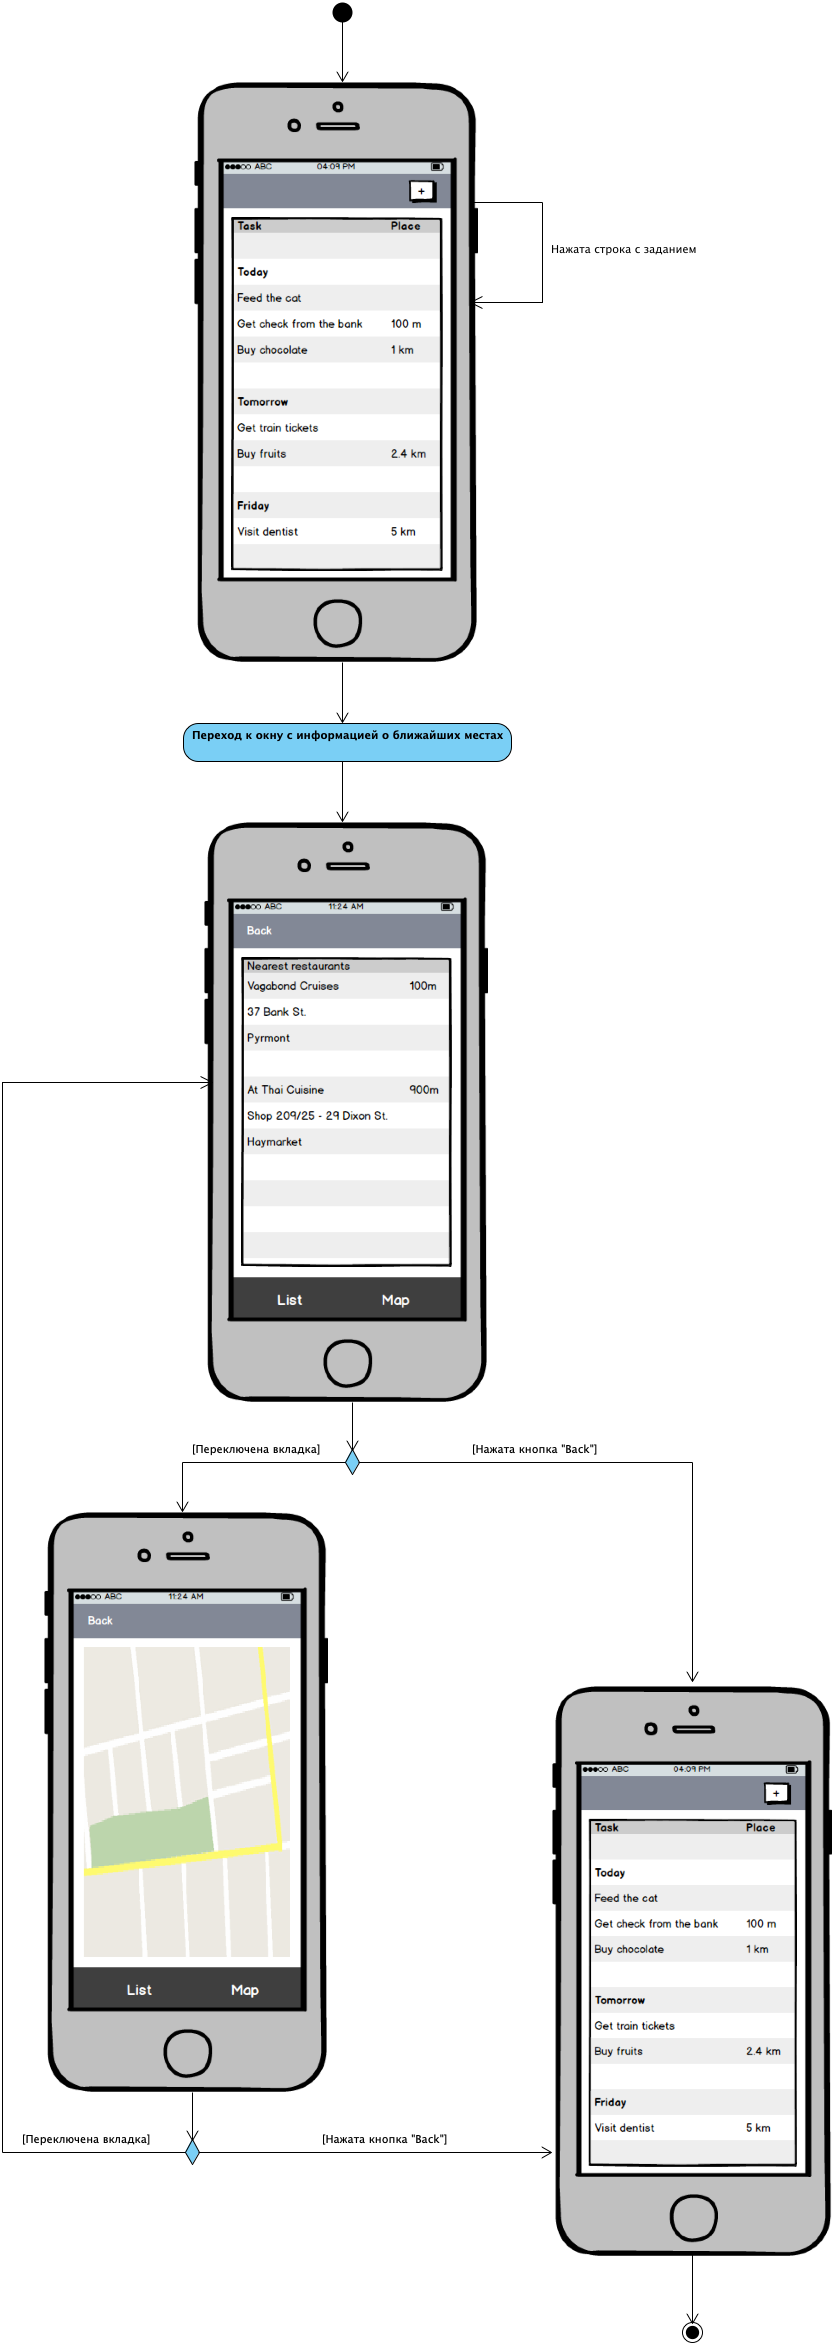 ABC 04:09 PM
+
Task Place
Today
Feed the cat
Get check from the bank 100 m
Buy chocolate 1 km
Tomorrow
Get train tickets
Buy fruits 2.4 km
Friday
Visit dentist 5 km
Нажата строка с заданием
Переход к окну с информацией о ближайших местах
ABC 11:24 AM
Back
Nearest restaurants
Vagabond Cruises 100m
37 Bank St.
Pyrmont
At Thai Cuisine 900m
Shop 209/25 - 29 Dixon St.
Haymarket
List Map
[Переключена вкладка] [Нажата кнопка "Back"]
ABC 11:24 AM
Back
List Map
ABC 04:09 PM
+
Task Place
Today
Feed the cat
Get check from the bank 100 m
Buy chocolate 1 km
Tomorrow
Get train tickets
Buy fruits 2.4 km
Friday
Visit dentist 5 km
[Переключена вкладка] [Нажата кнопка "Back"]